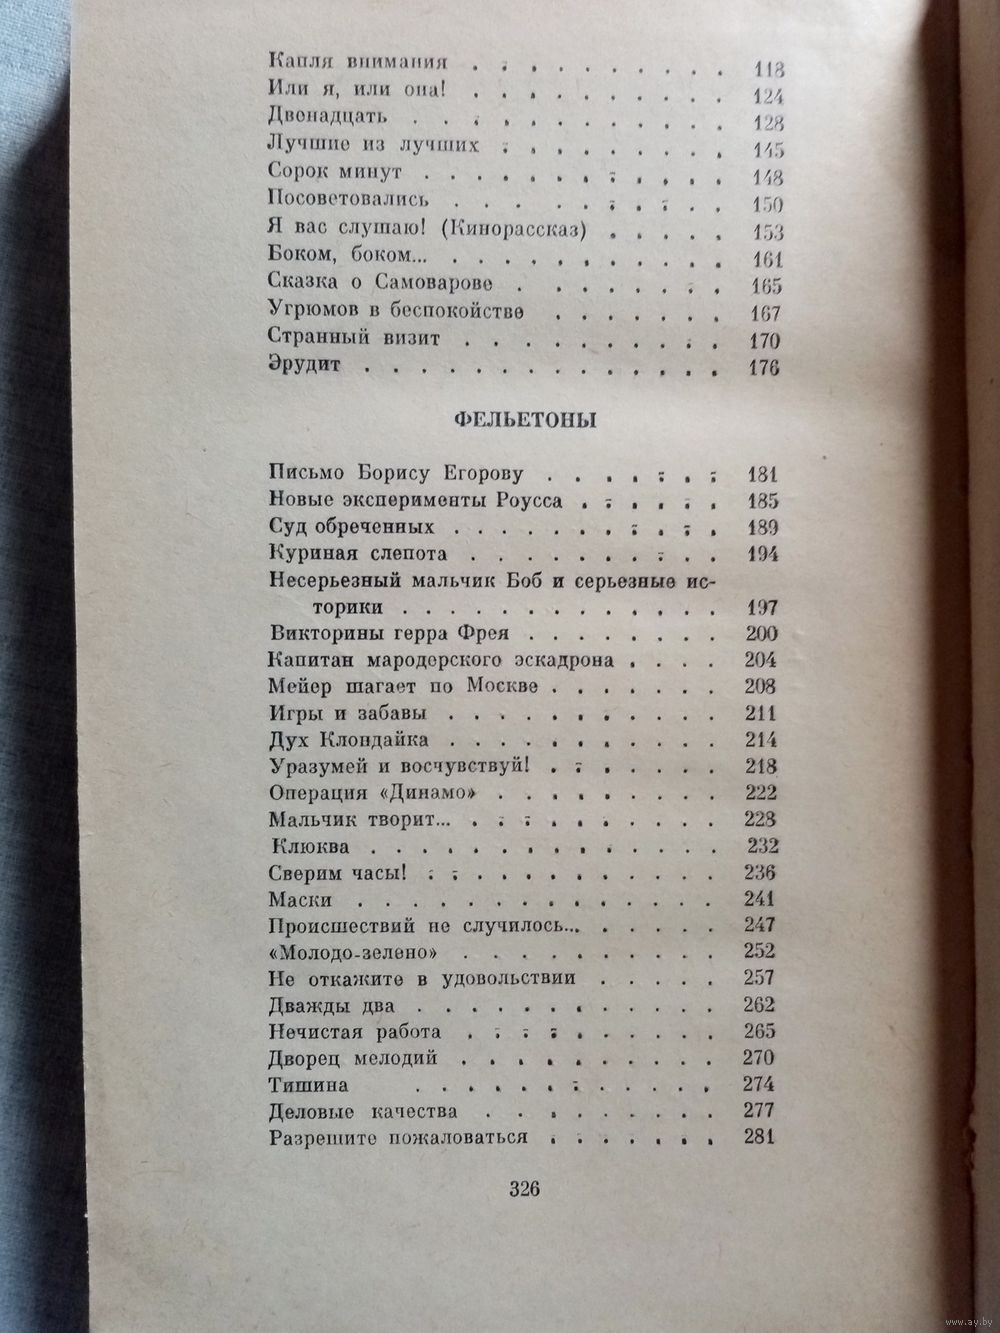 Капля внимания . . . . . . . . . . 118
Или я, или она! . . . . . . . . . . 124
Двенадцать . . . . . . . . . . . . 128
Лучшие из лучших . . . . . . . . . 145
Сорок минут . . . . . . . . . . . . 148
Посоветовались . . . . . . . . . . 150
Я вас слушаю! (Кинорассказ) . . . . . 153
Боком, боком... . . . . . . . . . . . 161
Сказка о Самоварове . . . . . . . . 165
Угрюмов в беспокойстве . . . . . . . 167
Странный визит . . . . . . . . . . 170
Эрудит . . . . . . . . . . . . . . 176
ФЕЛЬЕТОНЫ
Письмо Борису Егорову . . . . . . . 181
Новые эксперименты Роусса . . . . . . 185
Суд обреченных . . . . . . . . . . 189
Куриная слепота . . . . . . . . . . 194
Несерьезный мальчик Боб и серьезные ис-
торики . . . . . . . . . . . . . 197
Викторины герра Фрея . . . . . . . . 200
Капитан мародерского эскадрона . . . . 204
Мейер шагает по Москве . . . . . . . 208
Игры и забавы . . . . . . . . . . . 211
Дух Клондайка . . . . . . . . . . . 214
Уразумей и восчувствуй! . . . . . . . 218
Операция «Динамо» . . . . . . . . . 222
Мальчик творит... . . . . . . . . . . 228
Клюква . . . . . . . . . . . . . . 232
Сверим часы! . . . . . . . . . . . 236
Маски . . . . . . . . . . . . . . 241
Происшествий не случилось... . . . . . 247
«Молодо-зелено» . . . . . . . . . . 252
Не откажите в удовольствии . . . . . 257
Дважды два . . . . . . . . . . . . 262
Нечистая работа . . . . . . . . . . 265
Дворец мелодий . . . . . . . . . . 270
Тишина . . . . . . . . . . . . 274
Деловые качества . . . . . . . . . 277
Разрешите пожаловаться . . . . . . . 281
326
www.ay.by